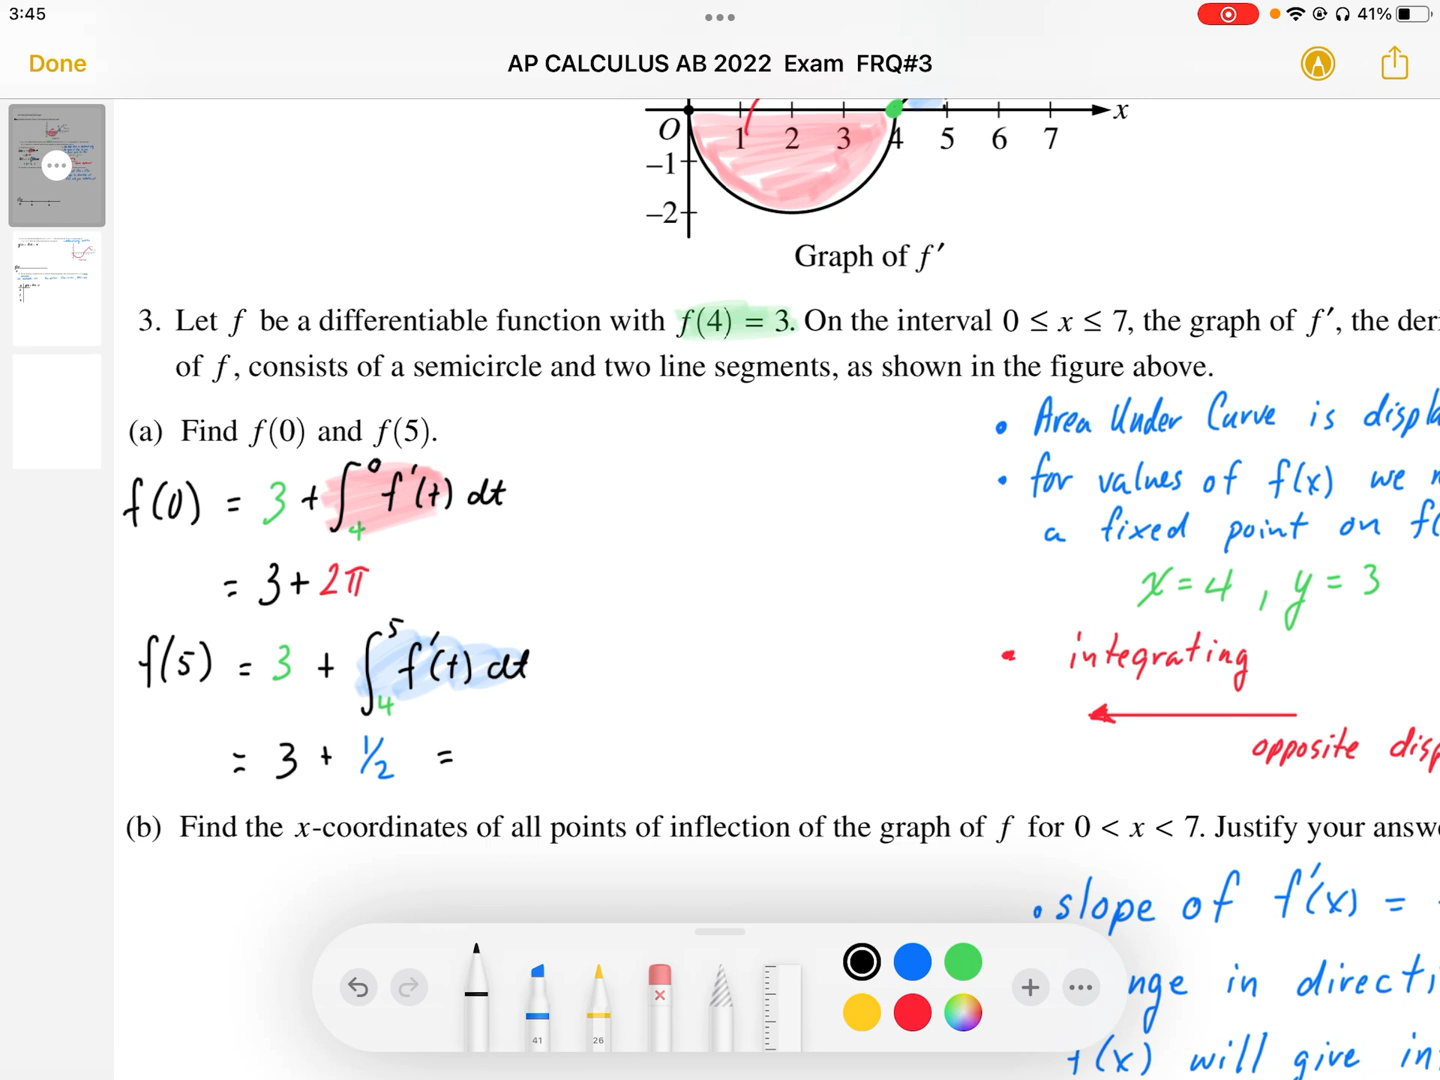 3:45
41%
Done
AP CALCULUS AB 2022 Exam FRQ#3
x
O 1 2 3 4 5 6 7
−1
−2
Graph of f′
3. Let f be a differentiable function with f(4) = 3. On the interval 0 ≤ x ≤ 7, the graph of f′, the deri
of f, consists of a semicircle and two line segments, as shown in the figure above.
(a) Find f(0) and f(5).
f(0) = 3 + ∫₄⁰ f′(t) dt
= 3 + 2π
f(5) = 3 + ∫₄⁵ f′(t) dt
= 3 + 1/2 =
• Area Under Curve is displa
• for values of f(x) we
a fixed point on f(
x = 4 , y = 3
• integrating
opposite disp
(b) Find the x-coordinates of all points of inflection of the graph of f for 0 < x < 7. Justify your answ
• slope of f′(x) =
nge in directi
f(x) will give in
41
26